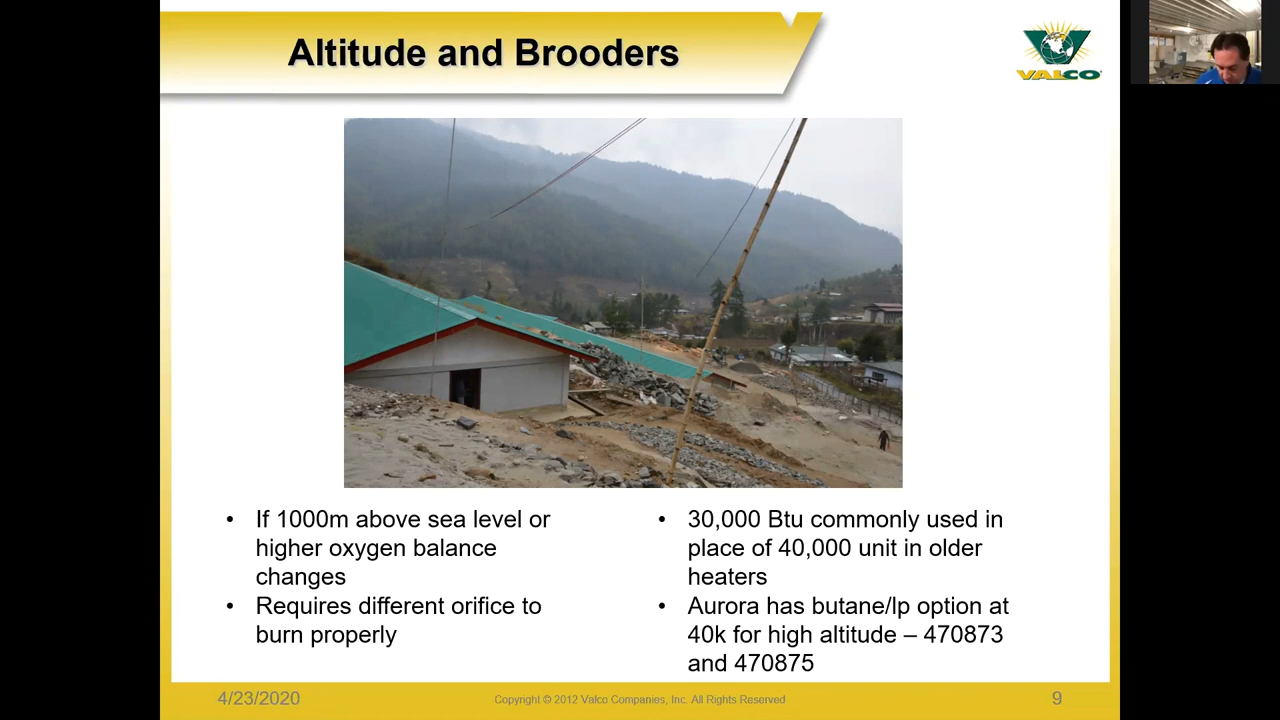 Altitude and Brooders
VALCO
• If 1000m above sea level or
higher oxygen balance
changes
• Requires different orifice to
burn properly
• 30,000 Btu commonly used in
place of 40,000 unit in older
heaters
• Aurora has butane/lp option at
40k for high altitude – 470873
and 470875
4/23/2020
Copyright © 2012 Valco Companies, Inc. All Rights Reserved
9